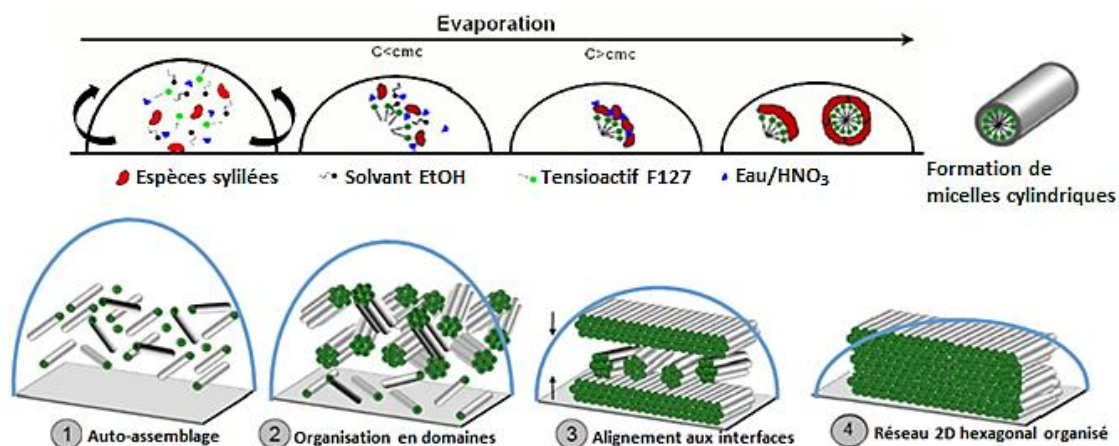 Evaporation
C<cmc
C>cmc
Espèces sylilées
Solvant EtOH
Tensioactif F127
Eau/HNO₃
Formation de
micelles cylindriques
1 Auto-assemblage
2 Organisation en domaines
3 Alignement aux interfaces
4 Réseau 2D hexagonal organisé